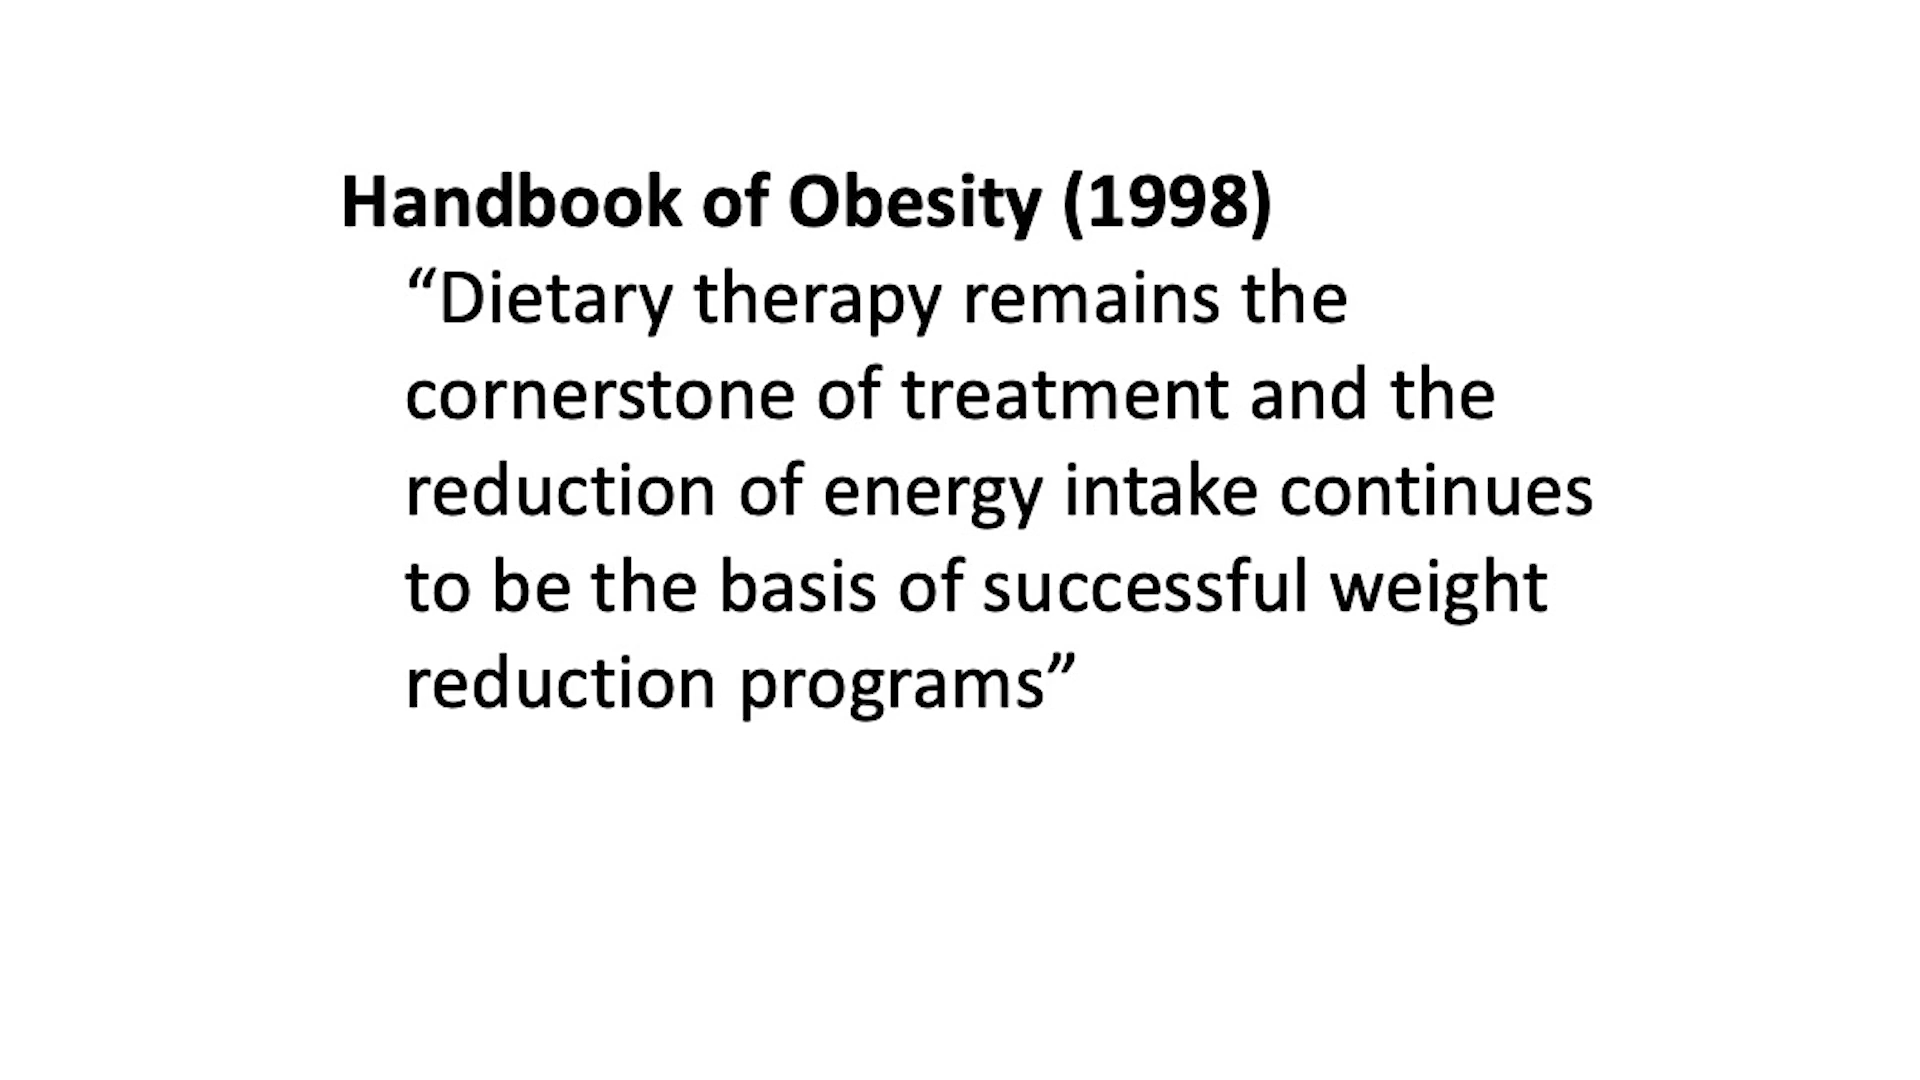 Handbook of Obesity (1998)
“Dietary therapy remains the
cornerstone of treatment and the
reduction of energy intake continues
to be the basis of successful weight
reduction programs”